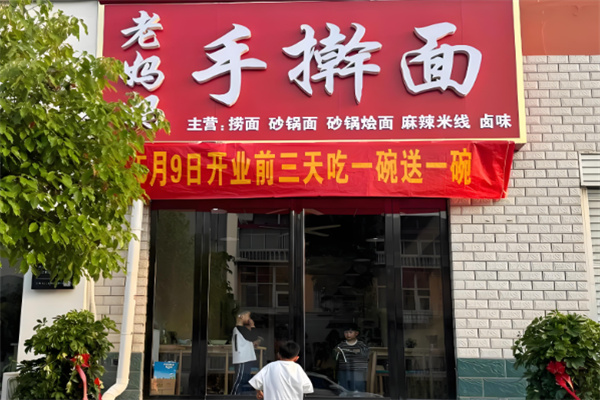 老妈
手擀面
主营：捞面 砂锅面 砂锅烩面 麻辣米线 卤味
月9日开业前三天吃一碗送一碗